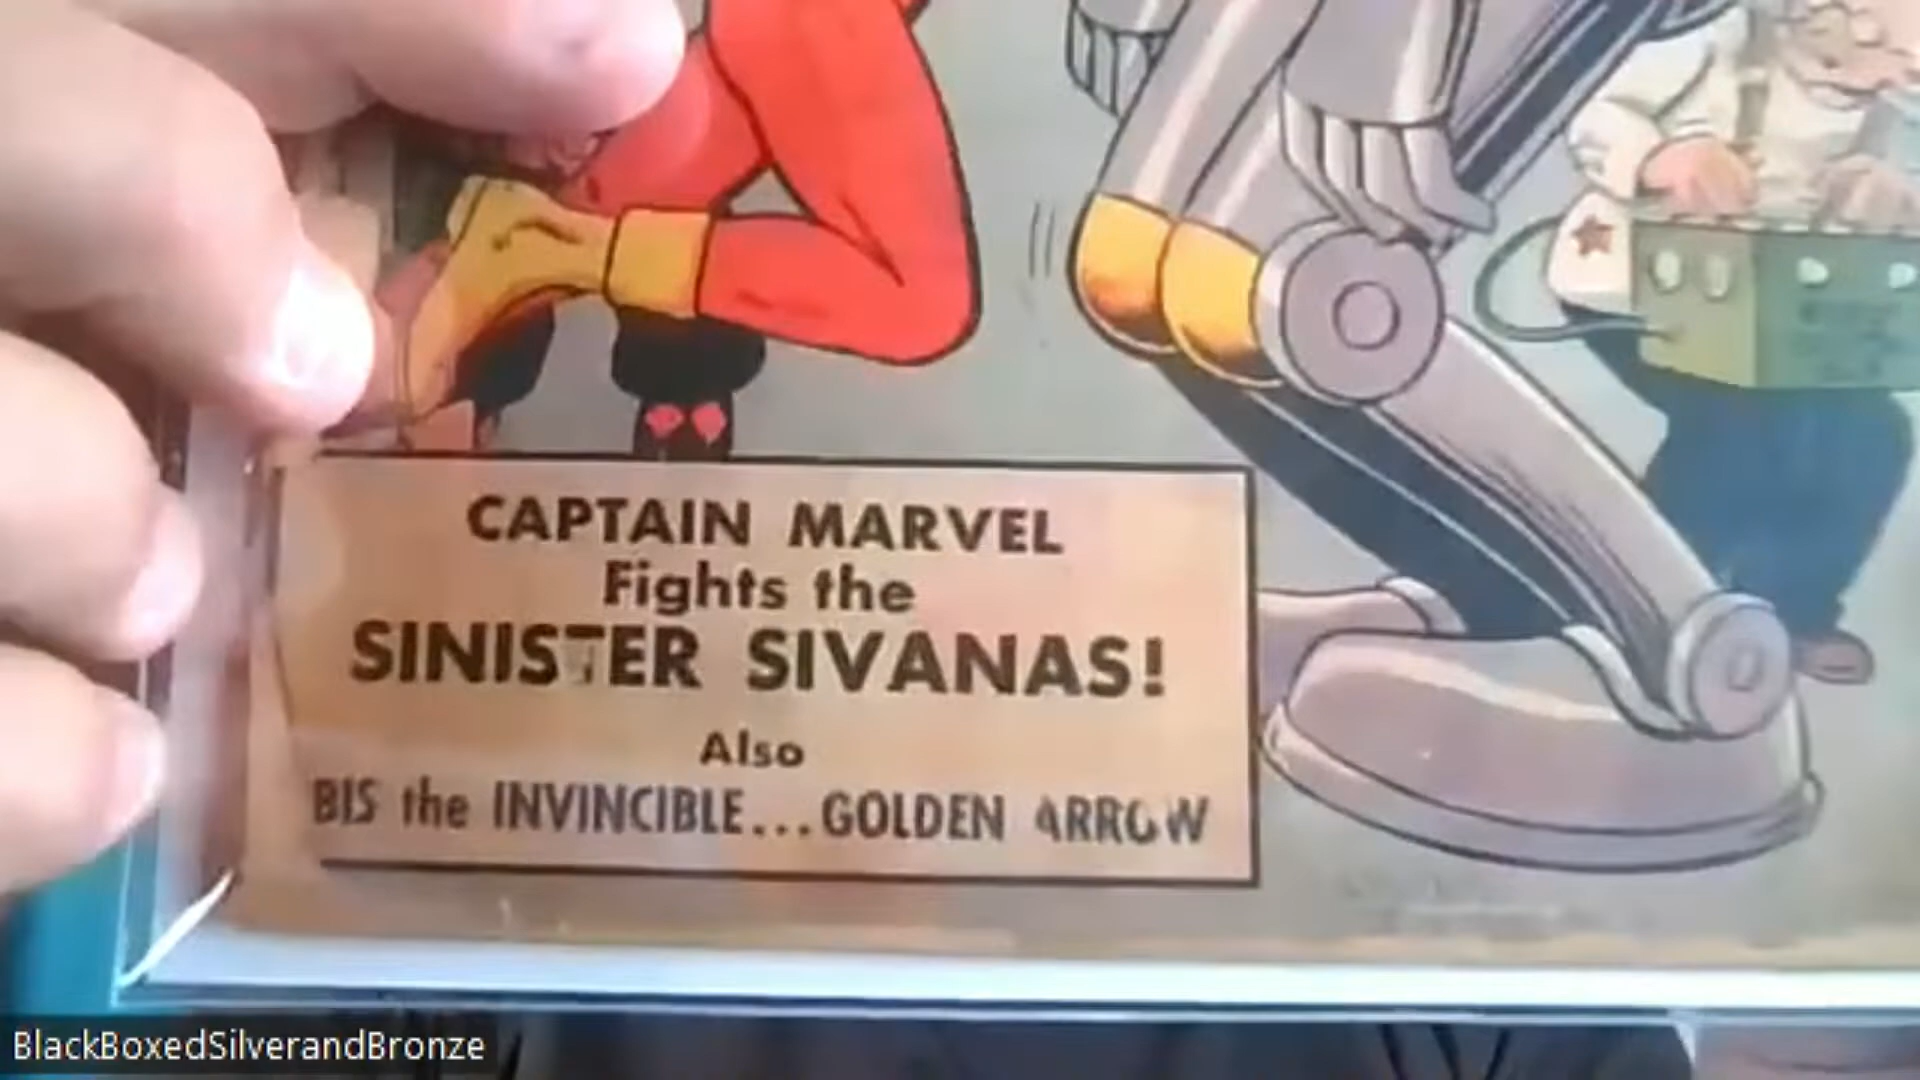 CAPTAIN MARVEL
Fights the
SINISTER SIVANAS!
Also
BIS the INVINCIBLE...GOLDEN ARROW
BlackBoxedSilverandBronze